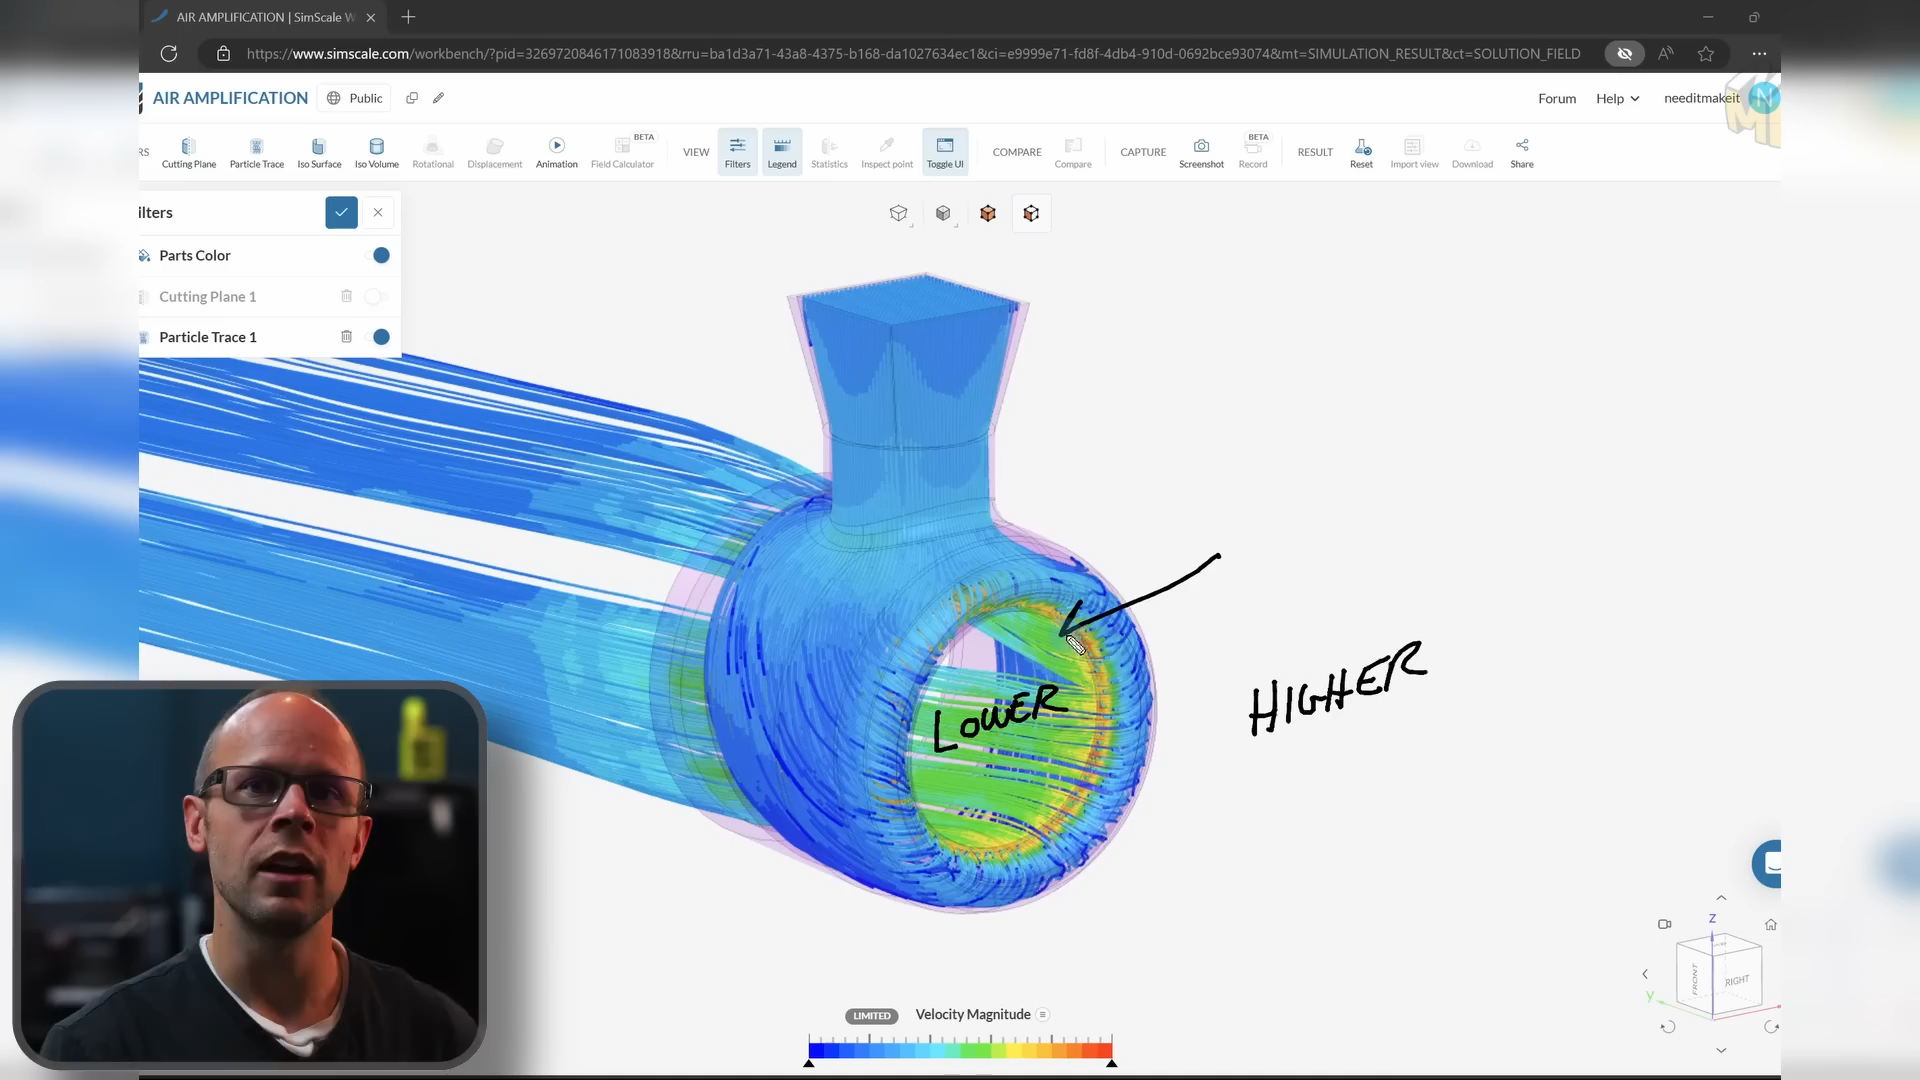 AIR AMPLIFICATION | SimScale W
https://www.simscale.com/workbench/?pid=326972084617108391​8&rru=ba1d3a71-43a8-4375-b168-da1027634ec1&ci=e9999e71-fd8f-4db4-910d-0692bce93074&mt=SIMULATION_RESULT&ct=SOLUTION_FIELD
AIR AMPLIFICATION Public Forum Help needitmakeit N
RS Cutting Plane Particle Trace Iso Surface Iso Volume Rotational Displacement Animation BETA Field Calculator VIEW Filters Legend Statistics Inspect point Toggle UI COMPARE Compare CAPTURE Screenshot BETA Record RESULT Reset Import view Download Share
ilters
Parts Color
Cutting Plane 1
Particle Trace 1
LOWER
HIGHER
Z
Y
FRONT
RIGHT
LIMITED Velocity Magnitude